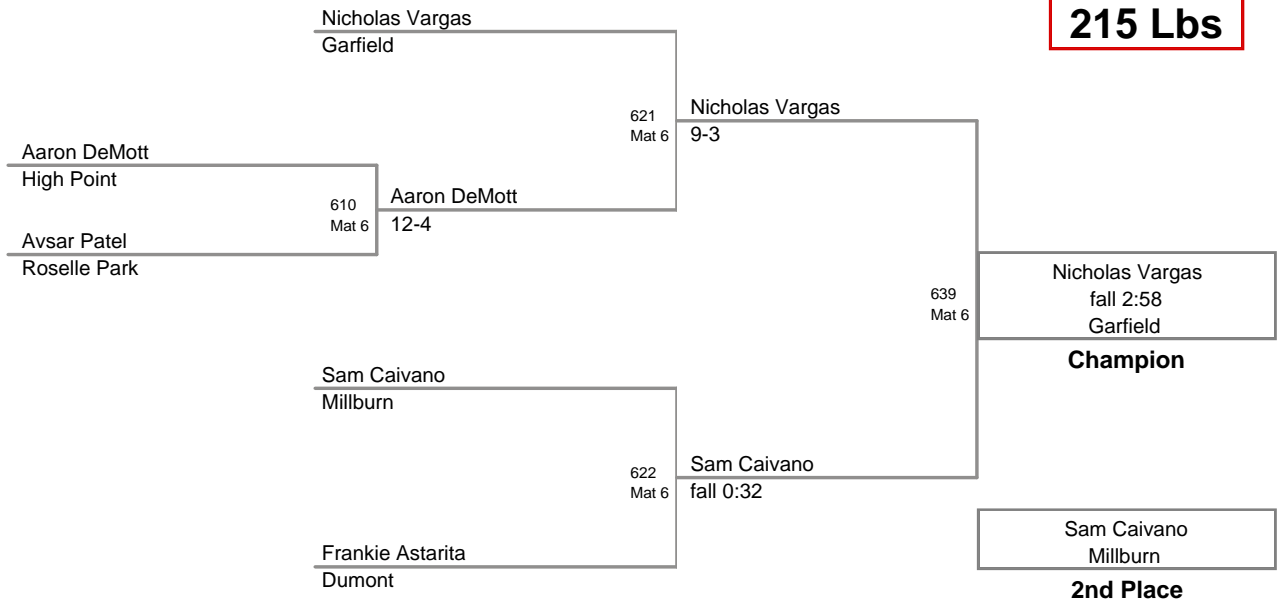 215 Lbs
Nicholas Vargas
Garfield
621
Mat 6
Nicholas Vargas
9-3
Aaron DeMott
High Point
610
Mat 6
Aaron DeMott
12-4
Avsar Patel
Roselle Park
639
Mat 6
Nicholas Vargas
fall 2:58
Garfield
Champion
Sam Caivano
Millburn
622
Mat 6
Sam Caivano
fall 0:32
Frankie Astarita
Dumont
Sam Caivano
Millburn
2nd Place